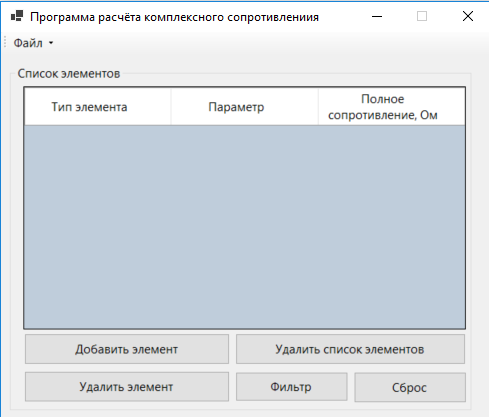 Программа расчёта комплексного сопротивлениия
Файл
Список элементов
Тип элемента
Параметр
Полное
сопротивление, Ом
Добавить элемент
Удалить список элементов
Удалить элемент
Фильтр
Сброс